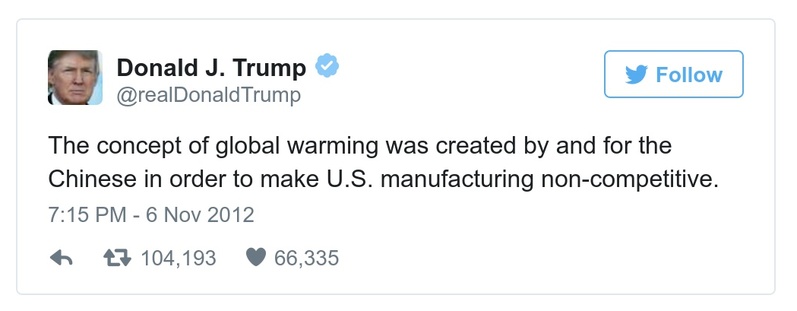 Donald J. Trump
@realDonaldTrump
Follow
The concept of global warming was created by and for the
Chinese in order to make U.S. manufacturing non-competitive.
7:15 PM - 6 Nov 2012
104,193 66,335